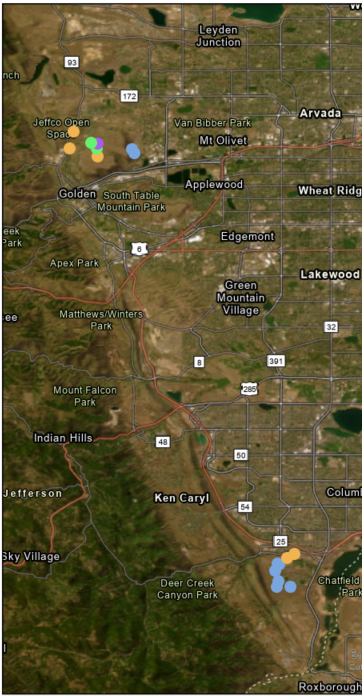 Leyden
Junction
93
nch
172
Jeffco Open
Space
Van Bibber Park
Arvada
Mt Olivet
Golden
Applewood
South Table
Mountain Park
Wheat Ridg
eek
Park
6
Edgemont
Apex Park
Lakewood
Green
Mountain
Village
see
Matthews/Winters
Park
32
8
391
Mount Falcon
Park
285
Indian Hills
48
50
Jefferson
Ken Caryl
Colum
54
25
Sky Village
Deer Creek
Canyon Park
Chatfield
Park
Roxborough